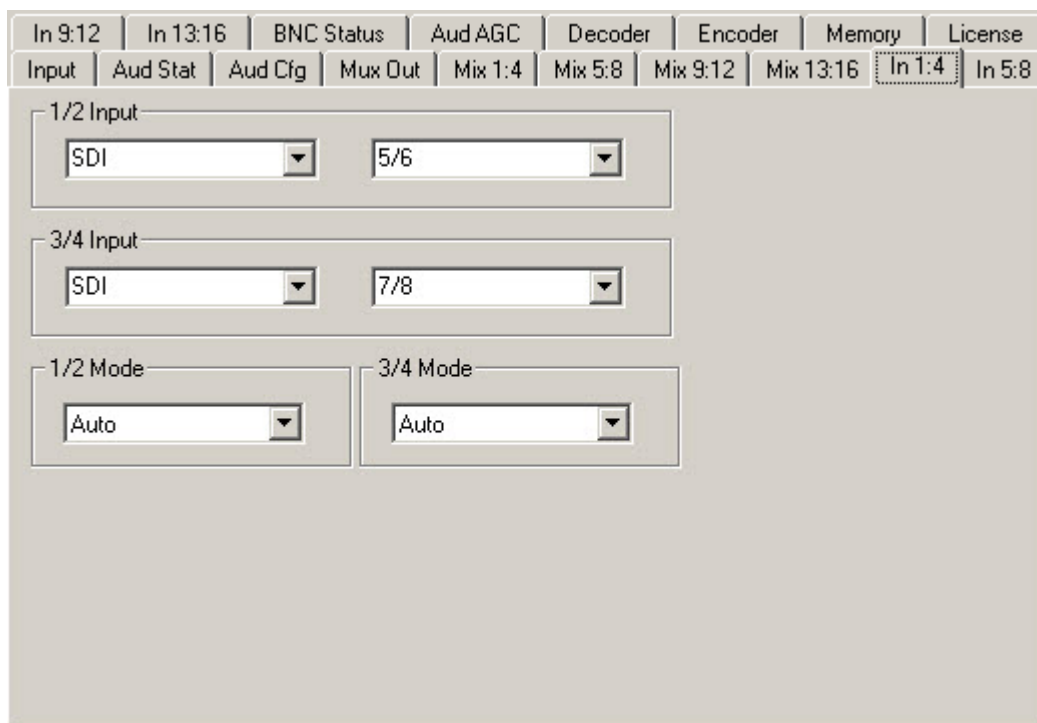 In 9:12 In 13:16 BNC Status Aud AGC Decoder Encoder Memory License
Input Aud Stat Aud Cfg Mux Out Mix 1:4 Mix 5:8 Mix 9:12 Mix 13:16 In 1:4 In 5:8
1/2 Input
SDI 5/6
3/4 Input
SDI 7/8
1/2 Mode 3/4 Mode
Auto Auto